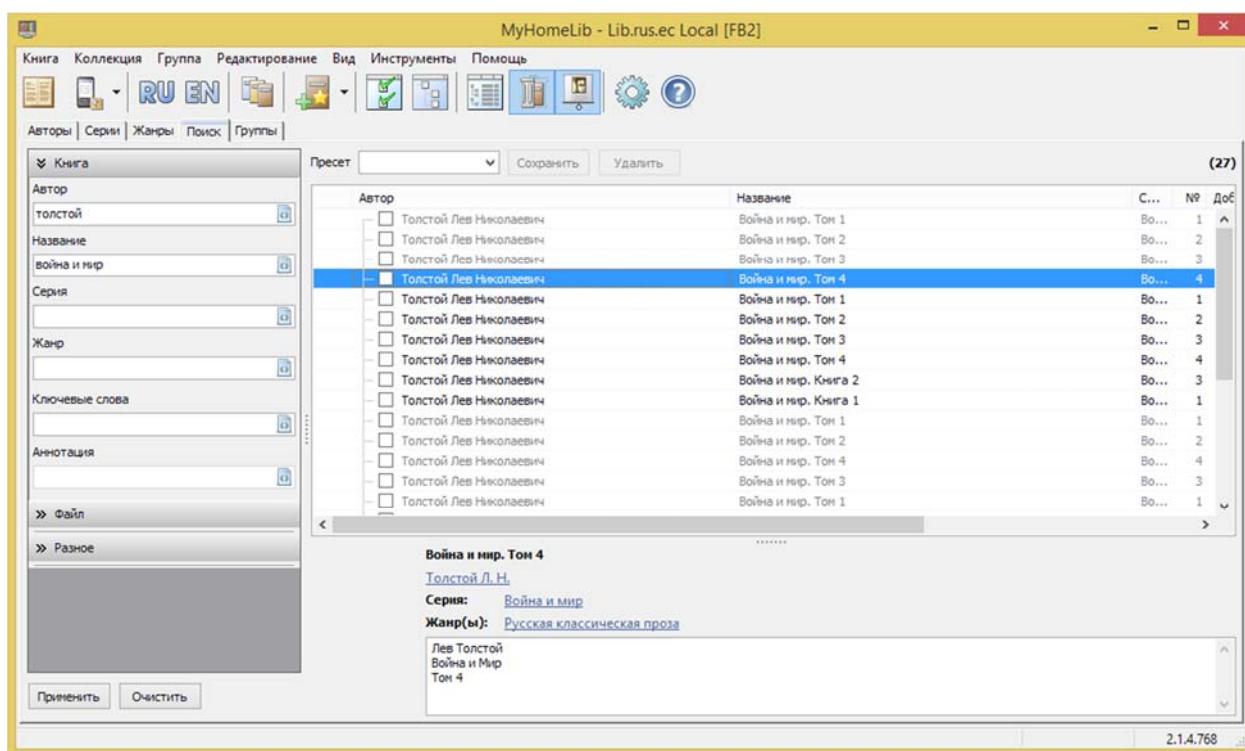 MyHomeLib - Lib.rus.ec Local [FB2]
Книга Коллекция Группа Редактирование Вид Инструменты Помощь
RU EN
Авторы Серии Жанры Поиск Группы
Книга
Пресет Сохранить Удалить (27)
Автор
толстой
Название
война и мир
Серия
Жанр
Ключевые слова
Аннотация
Файл
Разное
Применить Очистить
Автор Название С... № Доб
Толстой Лев Николаевич Война и мир. Том 1 Во... 1
Толстой Лев Николаевич Война и мир. Том 2 Во... 2
Толстой Лев Николаевич Война и мир. Том 3 Во... 3
Толстой Лев Николаевич Война и мир. Том 4 Во... 4
Толстой Лев Николаевич Война и мир. Том 1 Во... 1
Толстой Лев Николаевич Война и мир. Том 2 Во... 2
Толстой Лев Николаевич Война и мир. Том 3 Во... 3
Толстой Лев Николаевич Война и мир. Том 4 Во... 4
Толстой Лев Николаевич Война и мир. Книга 2 Во... 3
Толстой Лев Николаевич Война и мир. Книга 1 Во... 1
Толстой Лев Николаевич Война и мир. Том 1 Во... 1
Толстой Лев Николаевич Война и мир. Том 2 Во... 2
Толстой Лев Николаевич Война и мир. Том 4 Во... 4
Толстой Лев Николаевич Война и мир. Том 3 Во... 3
Толстой Лев Николаевич Война и мир. Том 1 Во... 1
Война и мир. Том 4
Толстой Л. Н.
Серия: Война и мир
Жанр(ы): Русская классическая проза
Лев Толстой
Война и Мир
Том 4
2.1.4.768